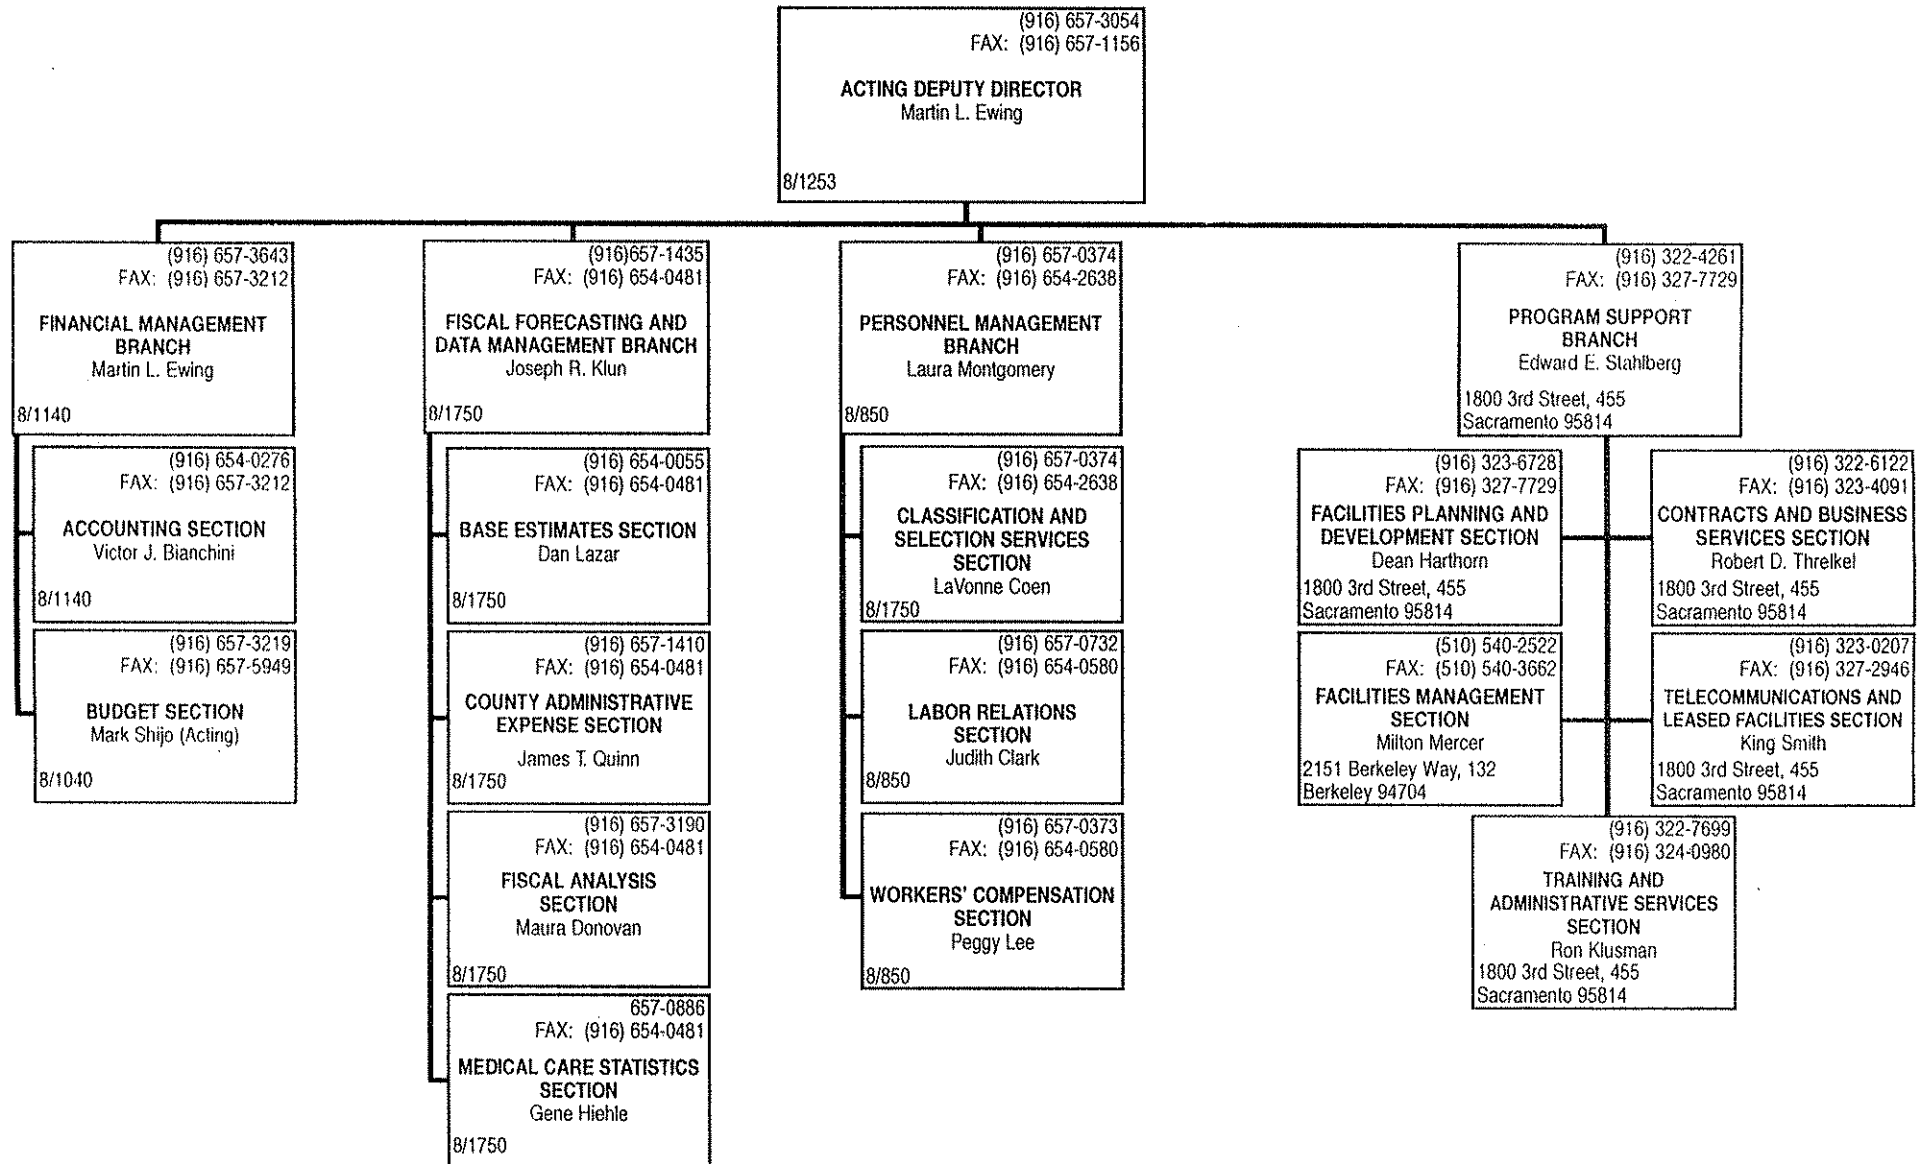 (916) 657-3054
FAX: (916) 657-1156
ACTING DEPUTY DIRECTOR
Martin L. Ewing
8/1253
(916) 657-3643
FAX: (916) 657-3212
FINANCIAL MANAGEMENT
BRANCH
Martin L. Ewing
8/1140
(916) 654-0276
FAX: (916) 657-3212
ACCOUNTING SECTION
Victor J. Bianchini
8/1140
(916) 657-3219
FAX: (916) 657-5949
BUDGET SECTION
Mark Shijo (Acting)
8/1040
(916)657-1435
FAX: (916) 654-0481
FISCAL FORECASTING AND
DATA MANAGEMENT BRANCH
Joseph R. Klun
8/1750
(916) 654-0055
FAX: (916) 654-0481
BASE ESTIMATES SECTION
Dan Lazar
8/1750
(916) 657-1410
FAX: (916) 654-0481
COUNTY ADMINISTRATIVE
EXPENSE SECTION
James T. Quinn
8/1750
(916) 657-3190
FAX: (916) 654-0481
FISCAL ANALYSIS
SECTION
Maura Donovan
8/1750
657-0886
FAX: (916) 654-0481
MEDICAL CARE STATISTICS
SECTION
Gene Hiehle
8/1750
(916) 657-0374
FAX: (916) 654-2638
PERSONNEL MANAGEMENT
BRANCH
Laura Montgomery
8/850
(916) 657-0374
FAX: (916) 654-2638
CLASSIFICATION AND
SELECTION SERVICES
SECTION
LaVonne Coen
8/1750
(916) 657-0732
FAX: (916) 654-0580
LABOR RELATIONS
SECTION
Judith Clark
8/850
(916) 657-0373
FAX: (916) 654-0580
WORKERS' COMPENSATION
SECTION
Peggy Lee
8/850
(916) 322-4261
FAX: (916) 327-7729
PROGRAM SUPPORT
BRANCH
Edward E. Stahlberg
1800 3rd Street, 455
Sacramento 95814
(916) 323-6728
FAX: (916) 327-7729
FACILITIES PLANNING AND
DEVELOPMENT SECTION
Dean Harthorn
1800 3rd Street, 455
Sacramento 95814
(916) 322-6122
FAX: (916) 323-4091
CONTRACTS AND BUSINESS
SERVICES SECTION
Robert D. Threlkel
1800 3rd Street, 455
Sacramento 95814
(510) 540-2522
FAX: (510) 540-3662
FACILITIES MANAGEMENT
SECTION
Milton Mercer
2151 Berkeley Way, 132
Berkeley 94704
(916) 323-0207
FAX: (916) 327-2946
TELECOMMUNICATIONS AND
LEASED FACILITIES SECTION
King Smith
1800 3rd Street, 455
Sacramento 95814
(916) 322-7699
FAX: (916) 324-0980
TRAINING AND
ADMINISTRATIVE SERVICES
SECTION
Ron Klusman
1800 3rd Street, 455
Sacramento 95814